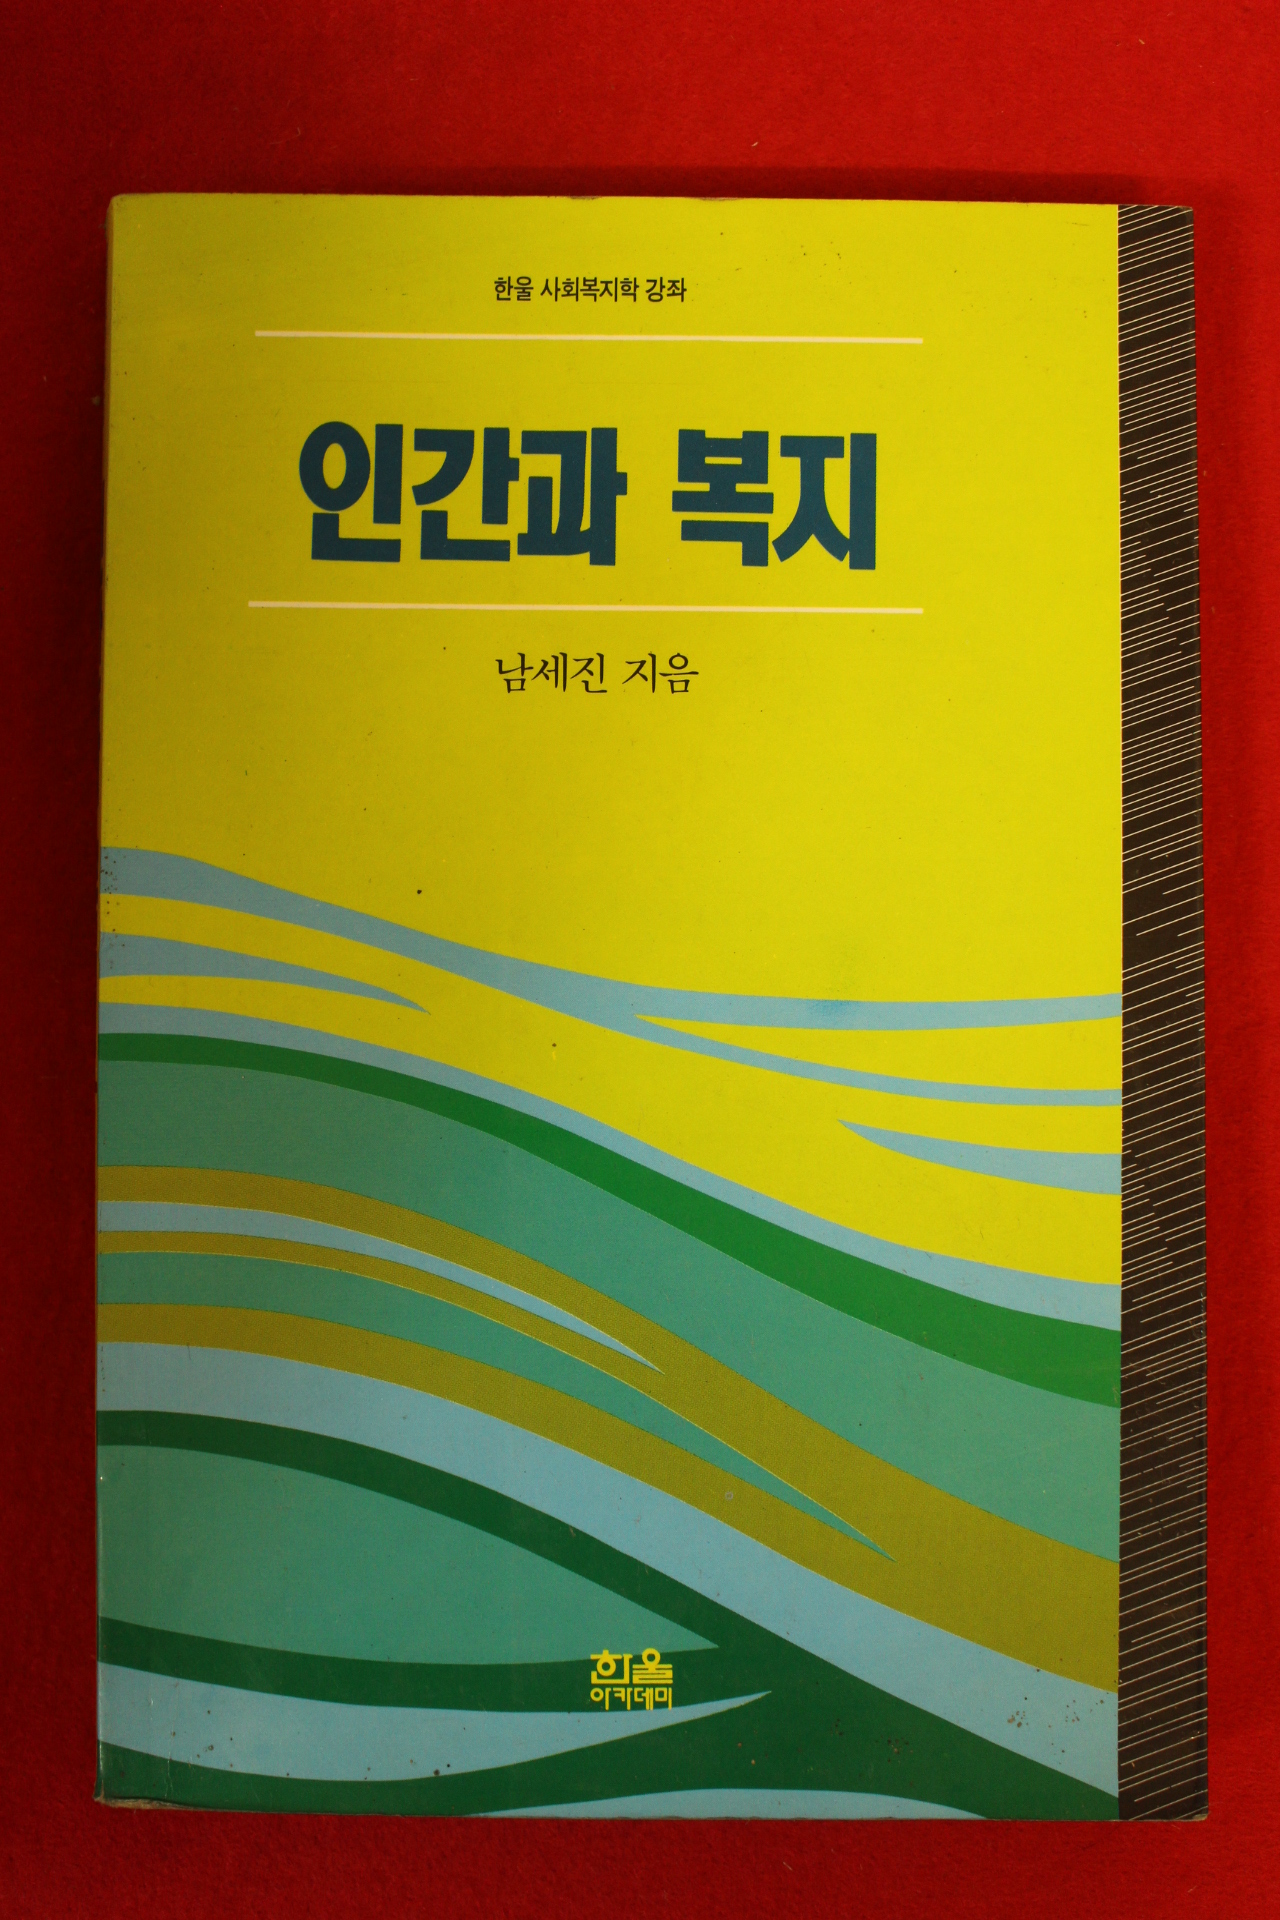 한울 사회복지학 강좌
인간과 복지
남세진 지음
한울
아카데미